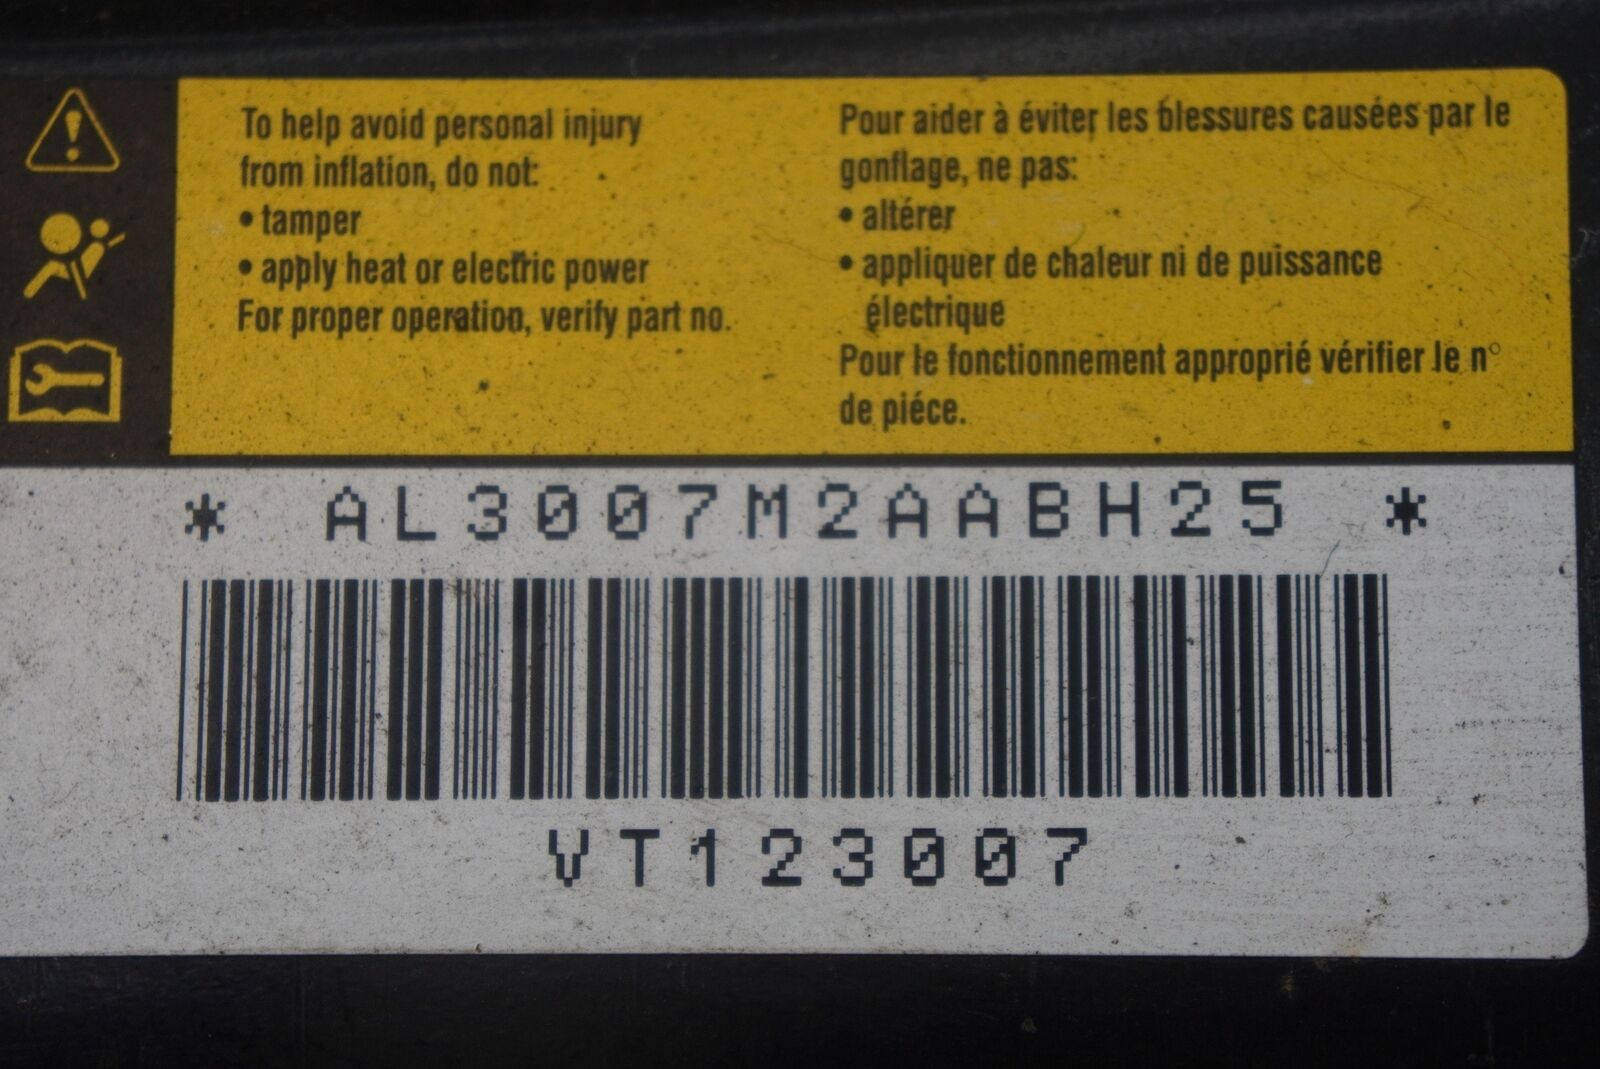 To help avoid personal injury
from inflation, do not:
• tamper
• apply heat or electric power
For proper operation, verify part no.
Pour aider à éviter les blessures causées par le
gonflage, ne pas:
• altérer
• appliquer de chaleur ni de puissance
électrique
Pour le fonctionnement approprié vérifier le n°
de piéce.
* AL3007M2AABH25 *
VT123007